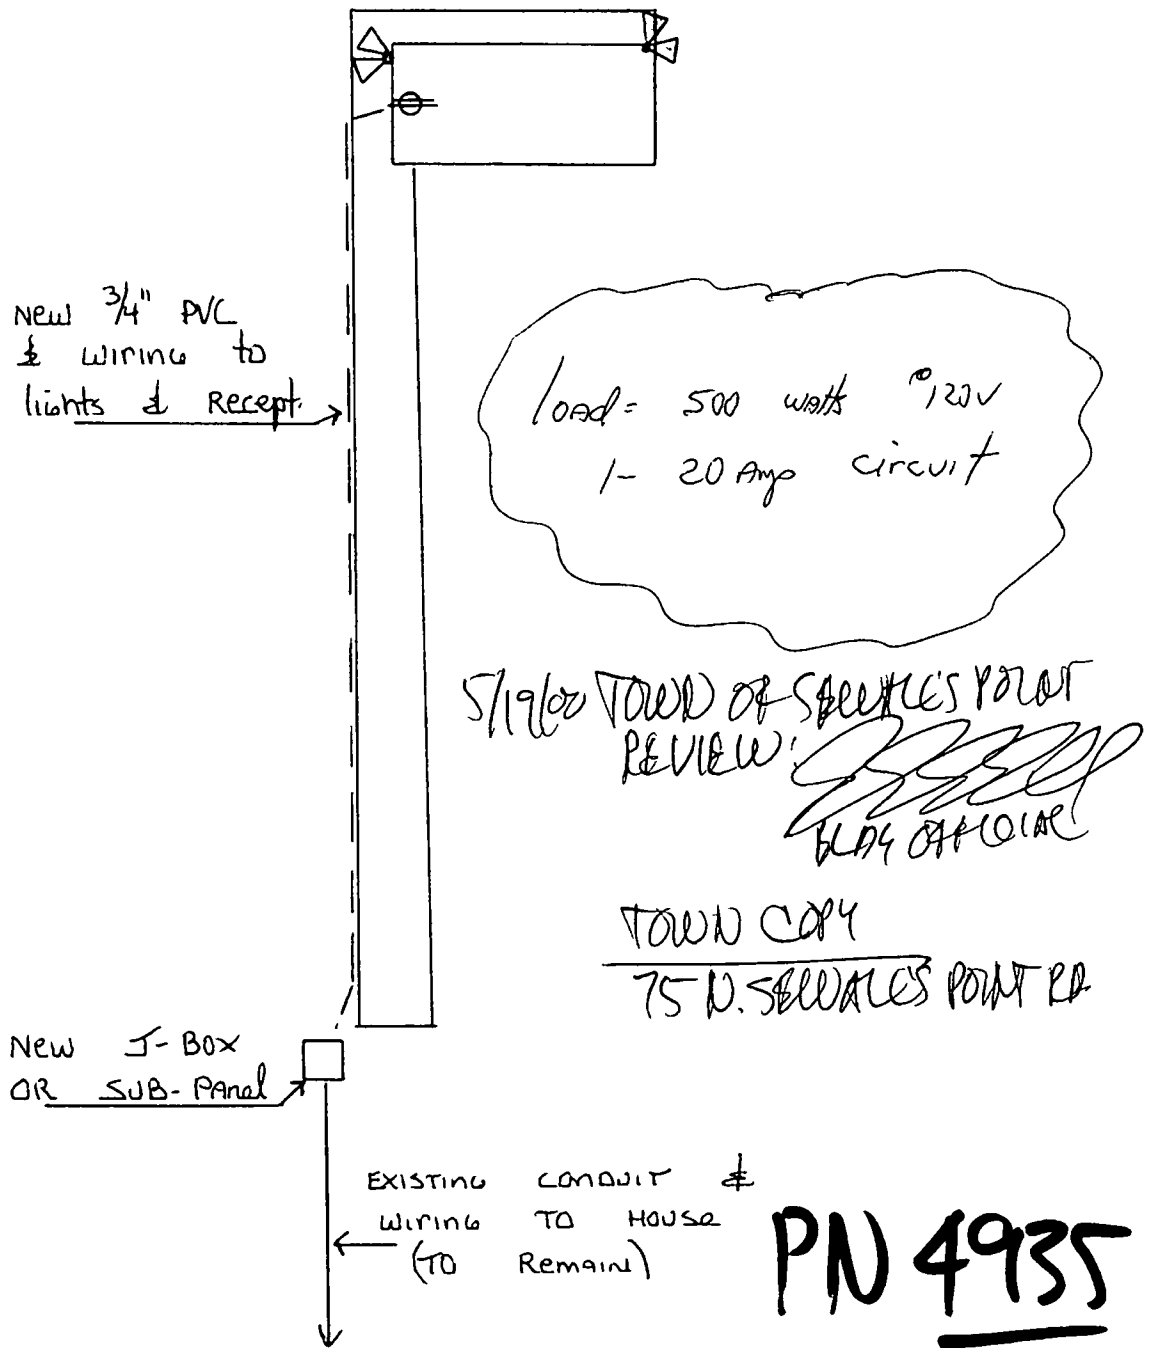 New 3/4" PVC
& wiring to
lights & Recept.
load = 500 watts @ 120v
1- 20 Amp circuit
5/19/00 TOWN OF SEWALL'S POINT
REVIEW:
BLDG OFFICIAL
TOWN COPY
75 N. SEWALL'S POINT RD.
New J-Box
OR SUB-Panel
EXISTING CONDUIT &
wiring TO HOUSE
(TO Remain)
PN 4935